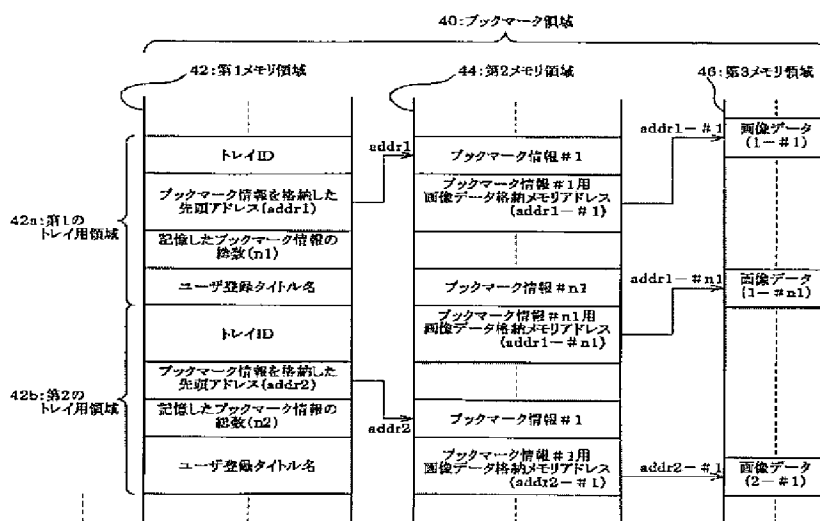 40:ブックマーク領域
42:第1メモリ領域
44:第2メモリ領域
46:第3メモリ領域
42a:第1の
トレイ用領域
トレイID
ブックマーク情報を格納した
先頭アドレス(addr1)
記憶したブックマーク情報の
総数(n1)
ユーザ登録タイトル名
42b:第2の
トレイ用領域
トレイID
ブックマーク情報を格納した
先頭アドレス(addr2)
記憶したブックマーク情報の
総数(n2)
ユーザ登録タイトル名
addr1
addr2
ブックマーク情報#1
ブックマーク情報#1用
画像データ格納メモリアドレス
(addr1-#1)
ブックマーク情報#n1
ブックマーク情報#n1用
画像データ格納メモリアドレス
(addr1-#n1)
ブックマーク情報#1
ブックマーク情報#1用
画像データ格納メモリアドレス
(addr2-#1)
addr1-#1
addr1-#n1
addr2-#1
画像データ
(1-#1)
画像データ
(1-#n1)
画像データ
(2-#1)